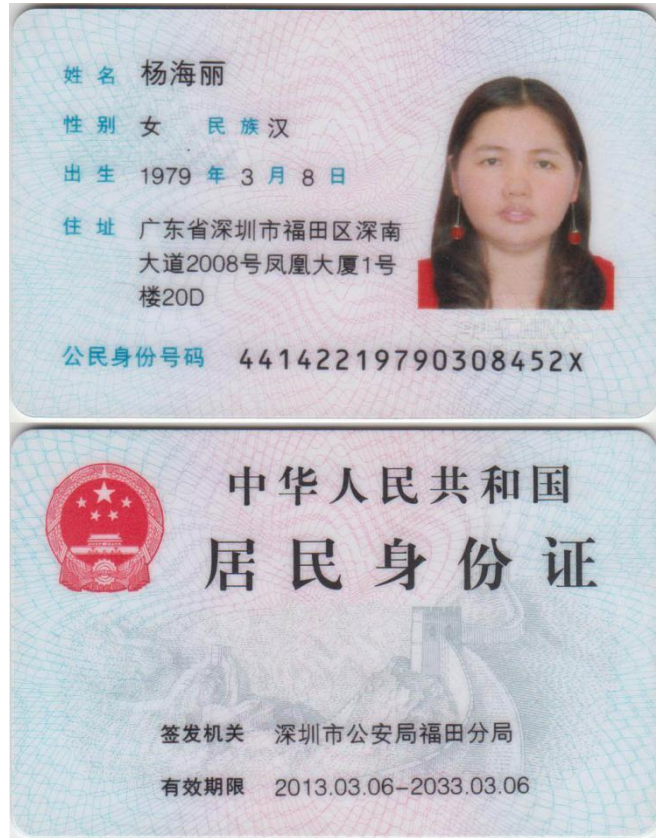 姓名 杨海丽
性别 女 民族 汉
出生 1979 年 3 月 8 日
住址 广东省深圳市福田区深南
大道2008号凤凰大厦1号
楼20D
公民身份号码 44142219790308452X
中华人民共和国
居民身份证
签发机关 深圳市公安局福田分局
有效期限 2013.03.06-2033.03.06